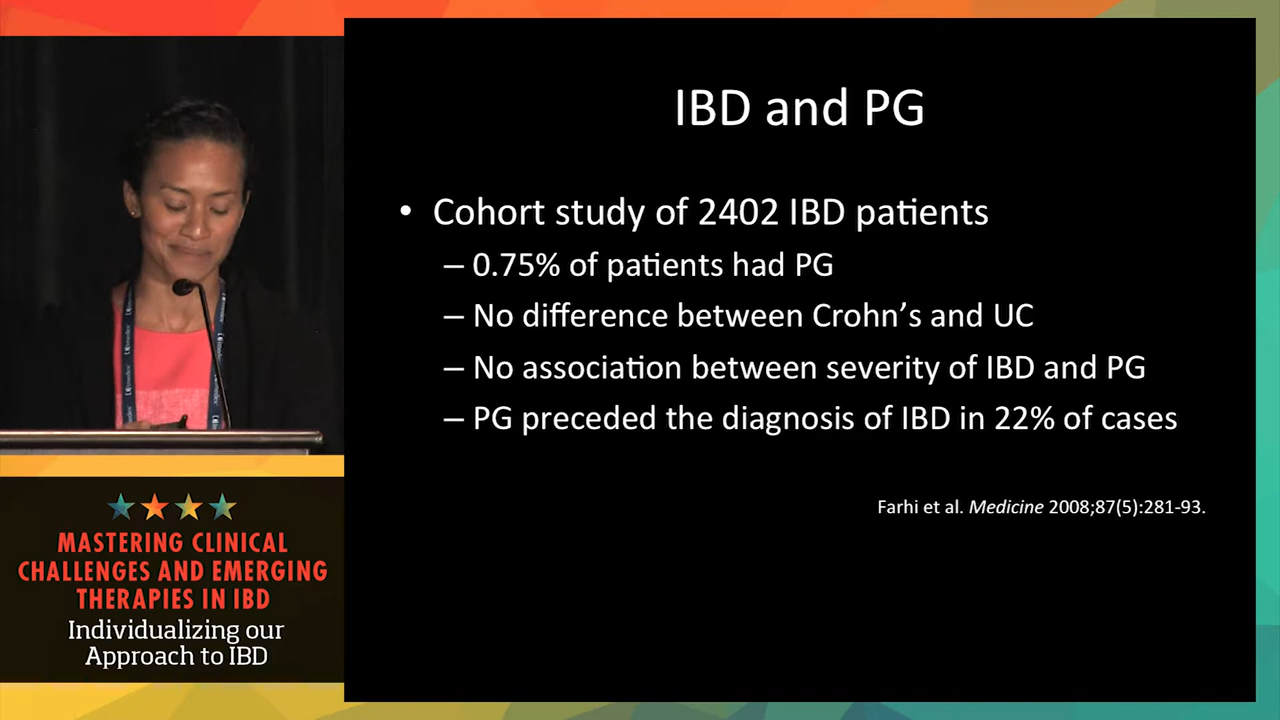 IBD and PG
• Cohort study of 2402 IBD patients
– 0.75% of patients had PG
– No difference between Crohn's and UC
– No association between severity of IBD and PG
– PG preceded the diagnosis of IBD in 22% of cases
Farhi et al. Medicine 2008;87(5):281-93.
MASTERING CLINICAL
CHALLENGES AND EMERGING
THERAPIES IN IBD
Individualizing our
Approach to IBD